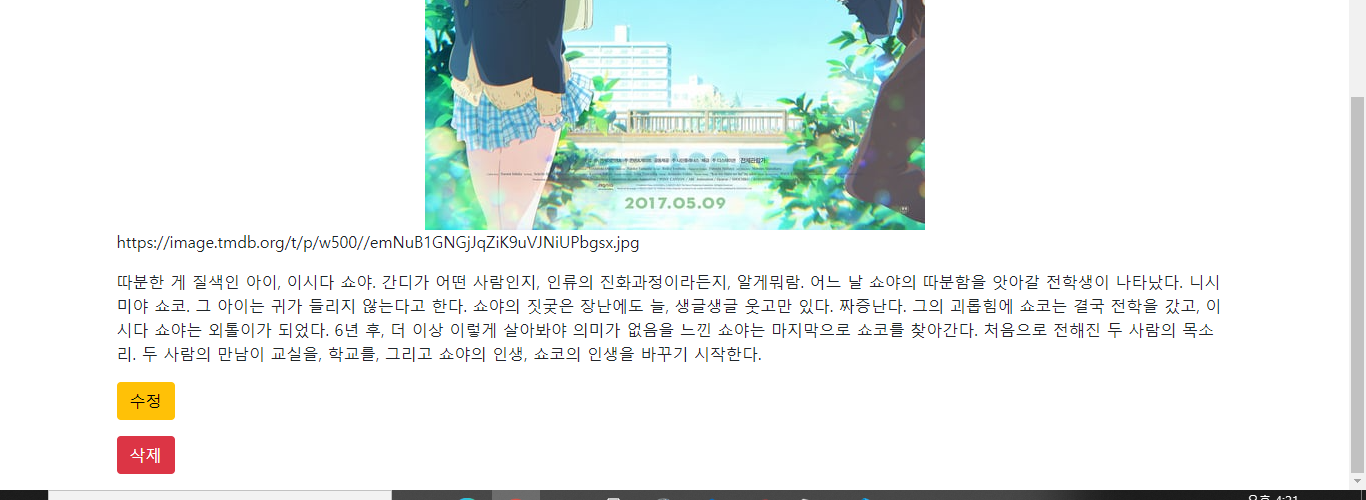 전체관람가
2017.05.09
https://image.tmdb.org/t/p/w500//emNuB1GNGjJqZiK9uVJNiUPbgsx.jpg
따분한 게 질색인 아이, 이시다 쇼야. 간디가 어떤 사람인지, 인류의 진화과정이라든지, 알게뭐람. 어느 날 쇼야의 따분함을 앗아갈 전학생이 나타났다. 니시
미야 쇼코. 그 아이는 귀가 들리지 않는다고 한다. 쇼야의 짓궂은 장난에도 늘, 생글생글 웃고만 있다. 짜증난다. 그의 괴롭힘에 쇼코는 결국 전학을 갔고, 이
시다 쇼야는 외톨이가 되었다. 6년 후, 더 이상 이렇게 살아봐야 의미가 없음을 느낀 쇼야는 마지막으로 쇼코를 찾아간다. 처음으로 전해진 두 사람의 목소
리. 두 사람의 만남이 교실을, 학교를, 그리고 쇼야의 인생, 쇼코의 인생을 바꾸기 시작한다.
수정
삭제